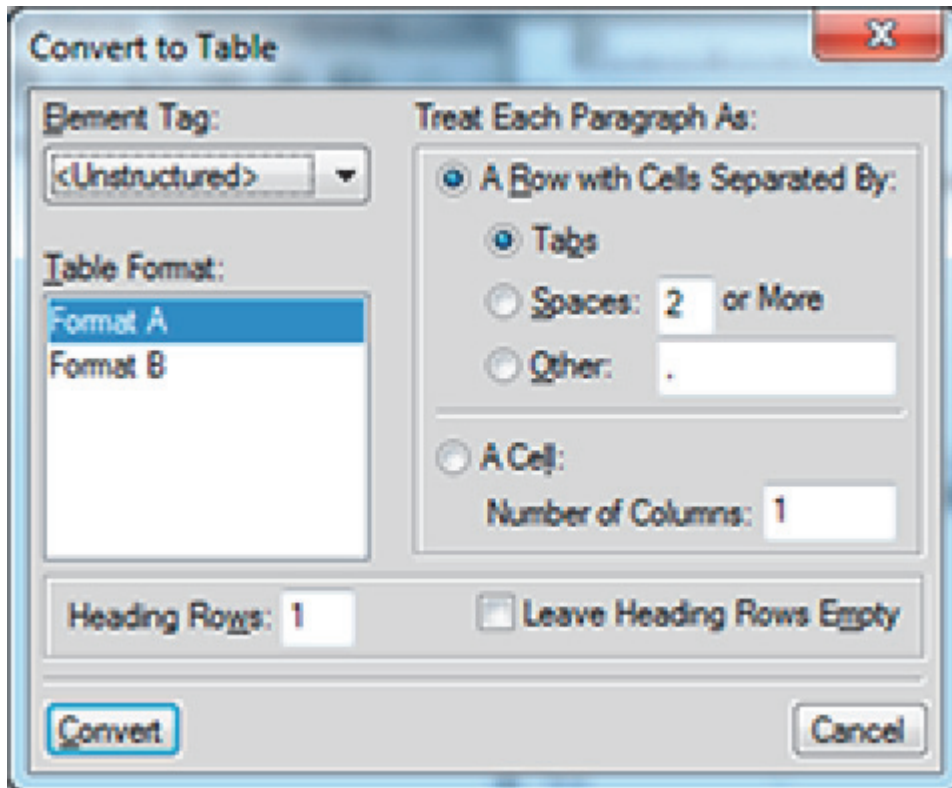 Convert to Table
Element Tag:
<Unstructured>
Table Format:
Format A
Format B
Treat Each Paragraph As:
A Row with Cells Separated By:
Tabs
Spaces: 2 or More
Other: .
A Cell:
Number of Columns: 1
Heading Rows: 1
Leave Heading Rows Empty
Convert
Cancel